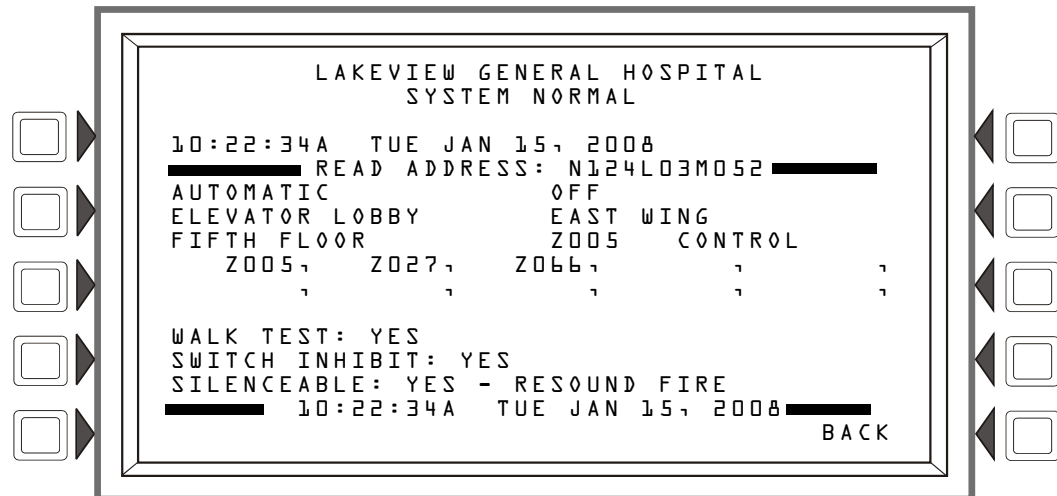 LAKEVIEW GENERAL HOSPITAL
SYSTEM NORMAL
10:22:34A TUE JAN 15, 2008
READ ADDRESS: N124L03M052
AUTOMATIC OFF
ELEVATOR LOBBY EAST WING
FIFTH FLOOR Z005 CONTROL
Z005, Z027, Z066, , ,
, , , , ,
WALK TEST: YES
SWITCH INHIBIT: YES
SILENCEABLE: YES - RESOUND FIRE
10:22:34A TUE JAN 15, 2008
BACK